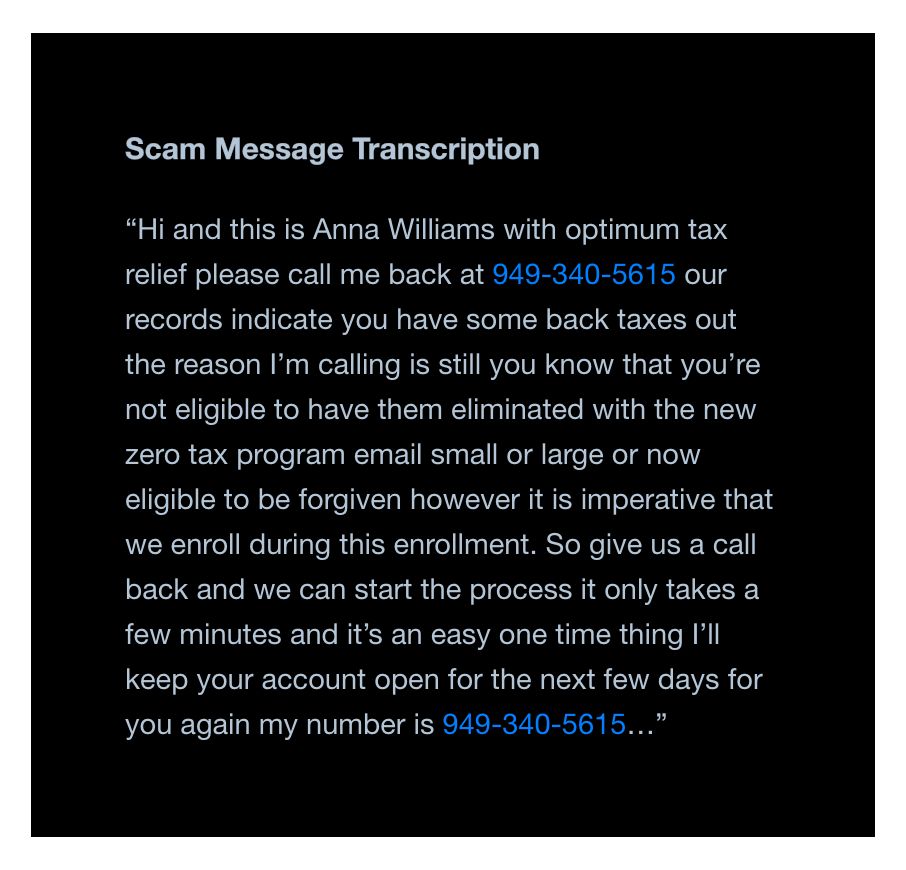 Scam Message Transcription
“Hi and this is Anna Williams with optimum tax
relief please call me back at 949-340-5615 our
records indicate you have some back taxes out
the reason I’m calling is still you know that you’re
not eligible to have them eliminated with the new
zero tax program email small or large or now
eligible to be forgiven however it is imperative that
we enroll during this enrollment. So give us a call
back and we can start the process it only takes a
few minutes and it’s an easy one time thing I’ll
keep your account open for the next few days for
you again my number is 949-340-5615…”